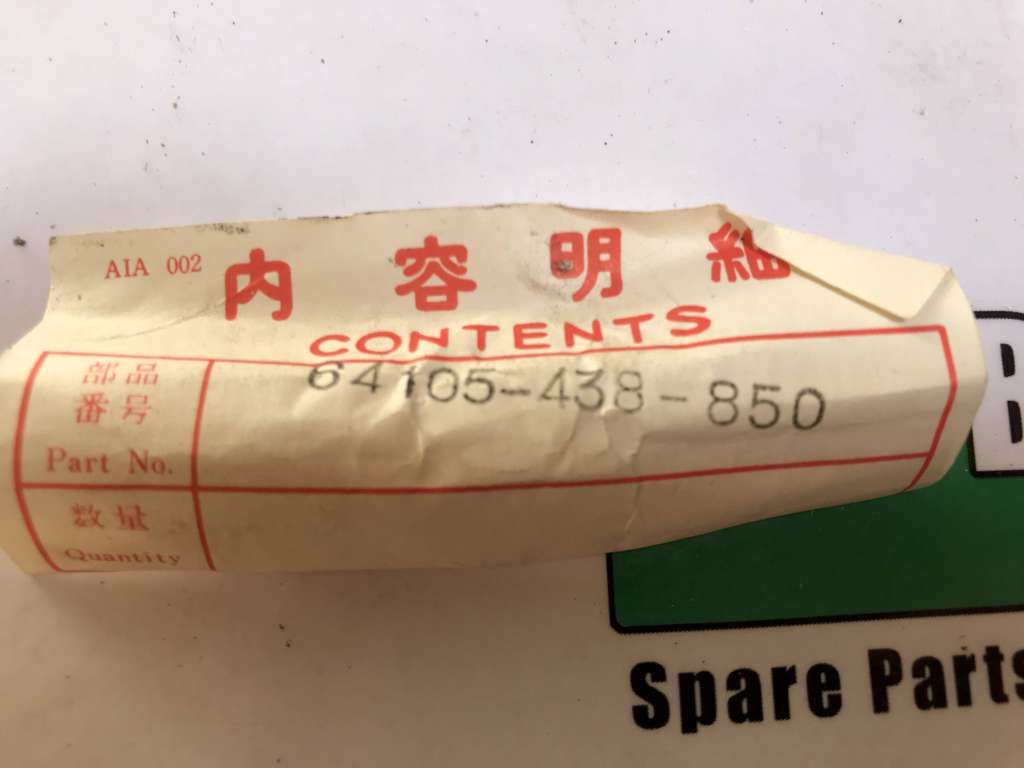 AIA 002
内容明細
CONTENTS
部品
番号
Part No.
64105-438-850
数量
Quantity
Spare Parts